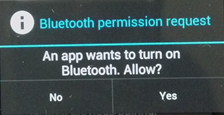 Bluetooth permission request
An app wants to turn on
Bluetooth. Allow?
No
Yes